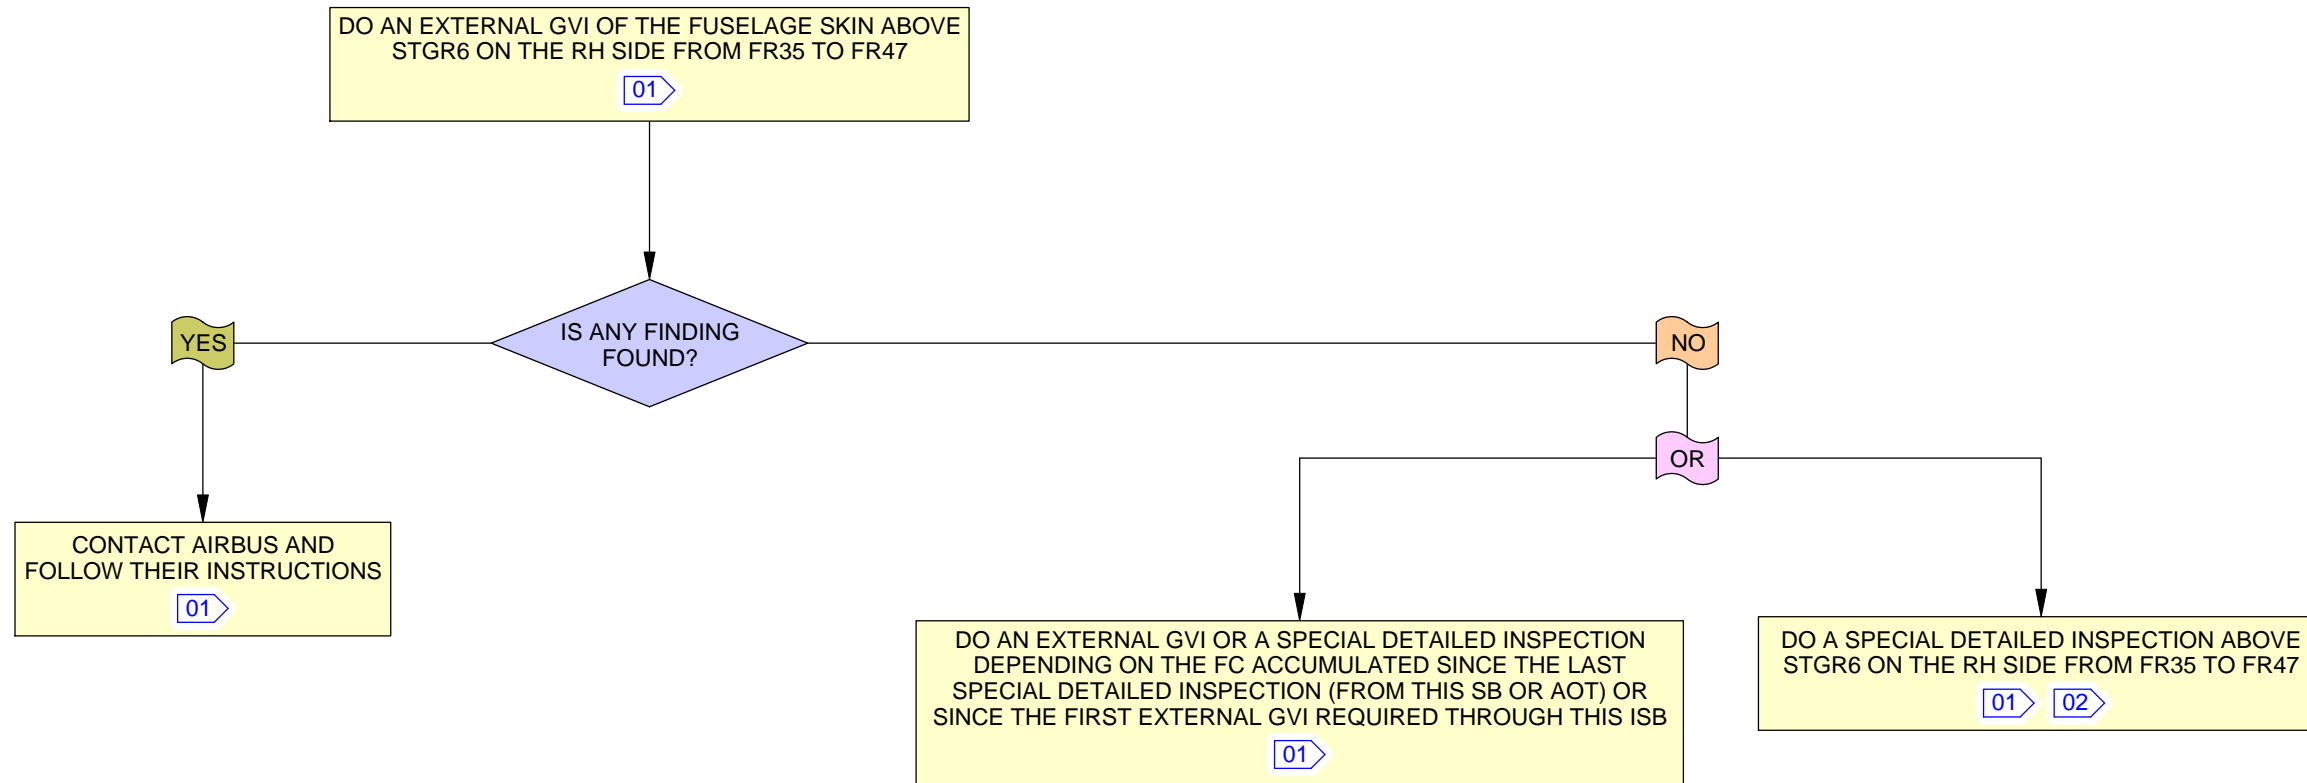 DO AN EXTERNAL GVI OF THE FUSELAGE SKIN ABOVE
STGR6 ON THE RH SIDE FROM FR35 TO FR47
01
IS ANY FINDING
FOUND?
YES
NO
OR
CONTACT AIRBUS AND
FOLLOW THEIR INSTRUCTIONS
01
DO AN EXTERNAL GVI OR A SPECIAL DETAILED INSPECTION
DEPENDING ON THE FC ACCUMULATED SINCE THE LAST
SPECIAL DETAILED INSPECTION (FROM THIS SB OR AOT) OR
SINCE THE FIRST EXTERNAL GVI REQUIRED THROUGH THIS ISB
01
DO A SPECIAL DETAILED INSPECTION ABOVE
STGR6 ON THE RH SIDE FROM FR35 TO FR47
01 02